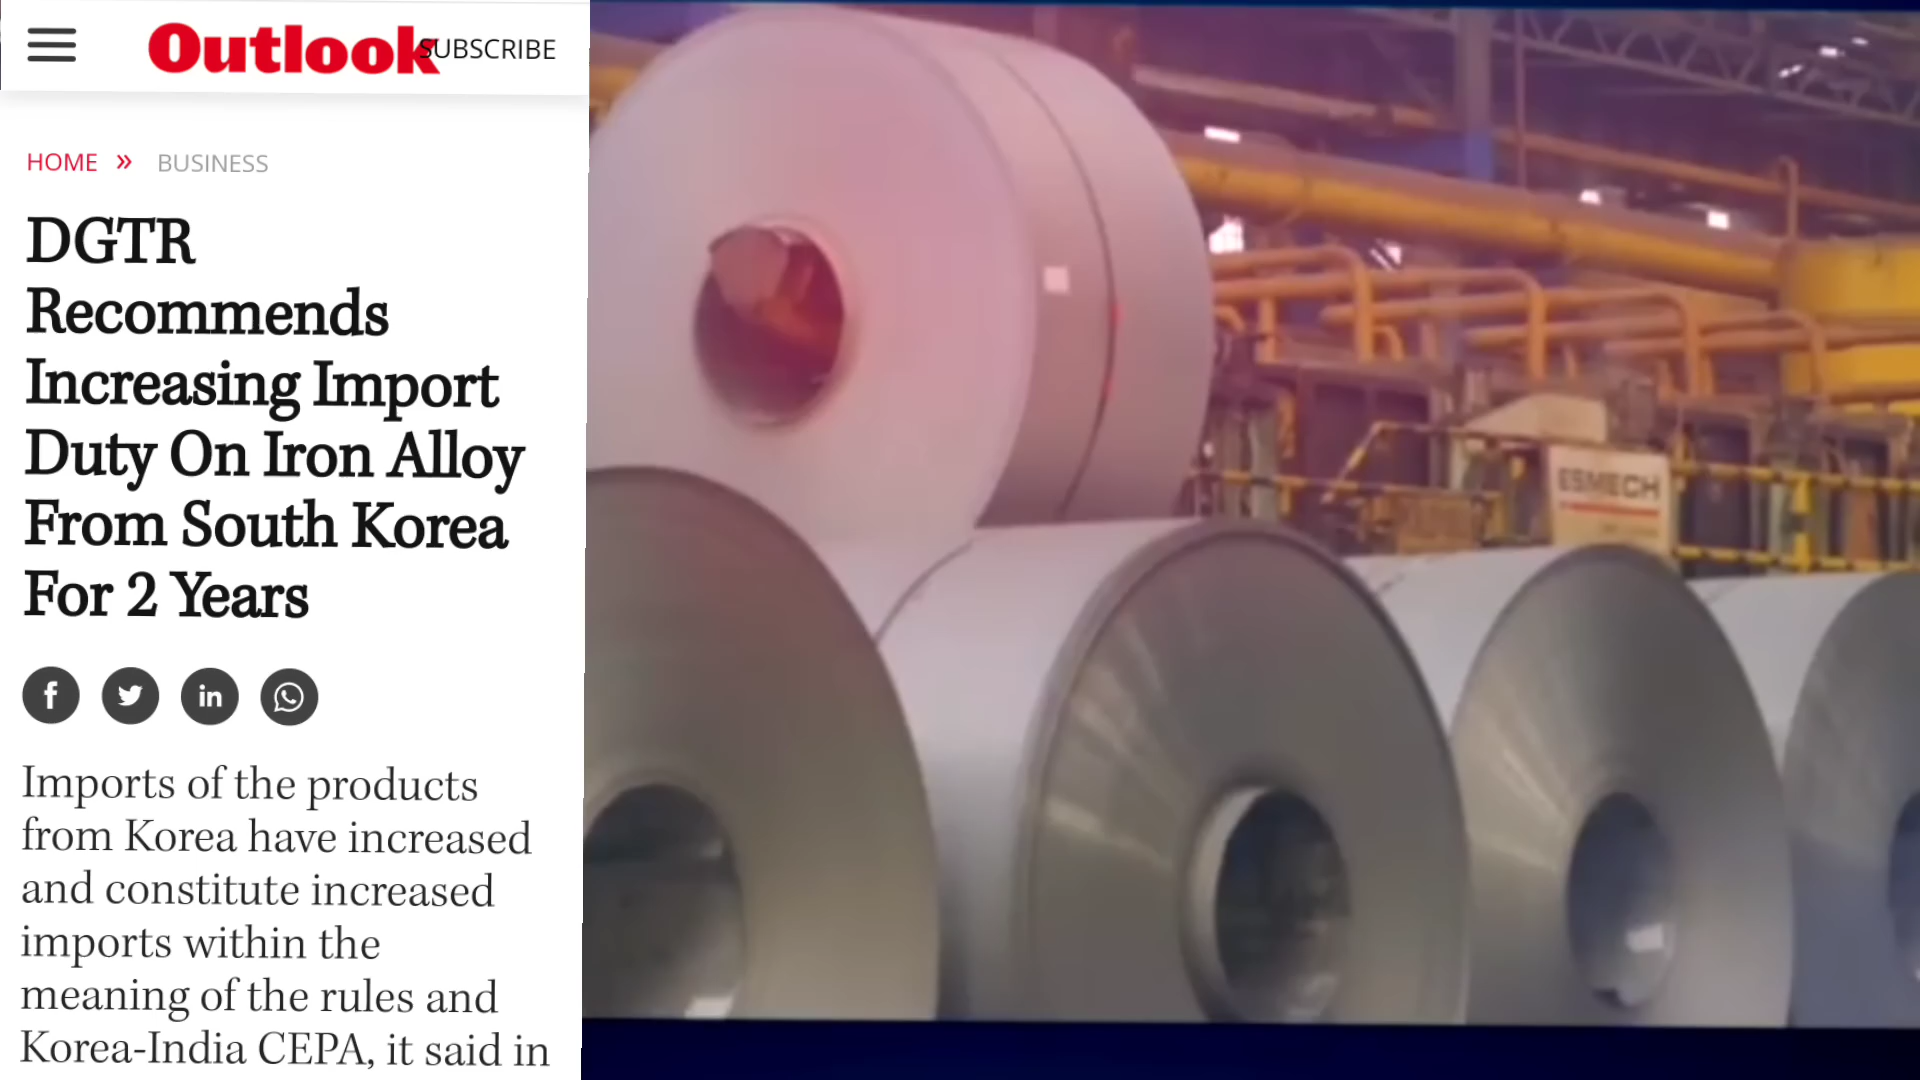 Outlook
SUBSCRIBE
HOME » BUSINESS
DGTR
Recommends
Increasing Import
Duty On Iron Alloy
From South Korea
For 2 Years
Imports of the products
from Korea have increased
and constitute increased
imports within the
meaning of the rules and
Korea-India CEPA, it said in
ESMECH